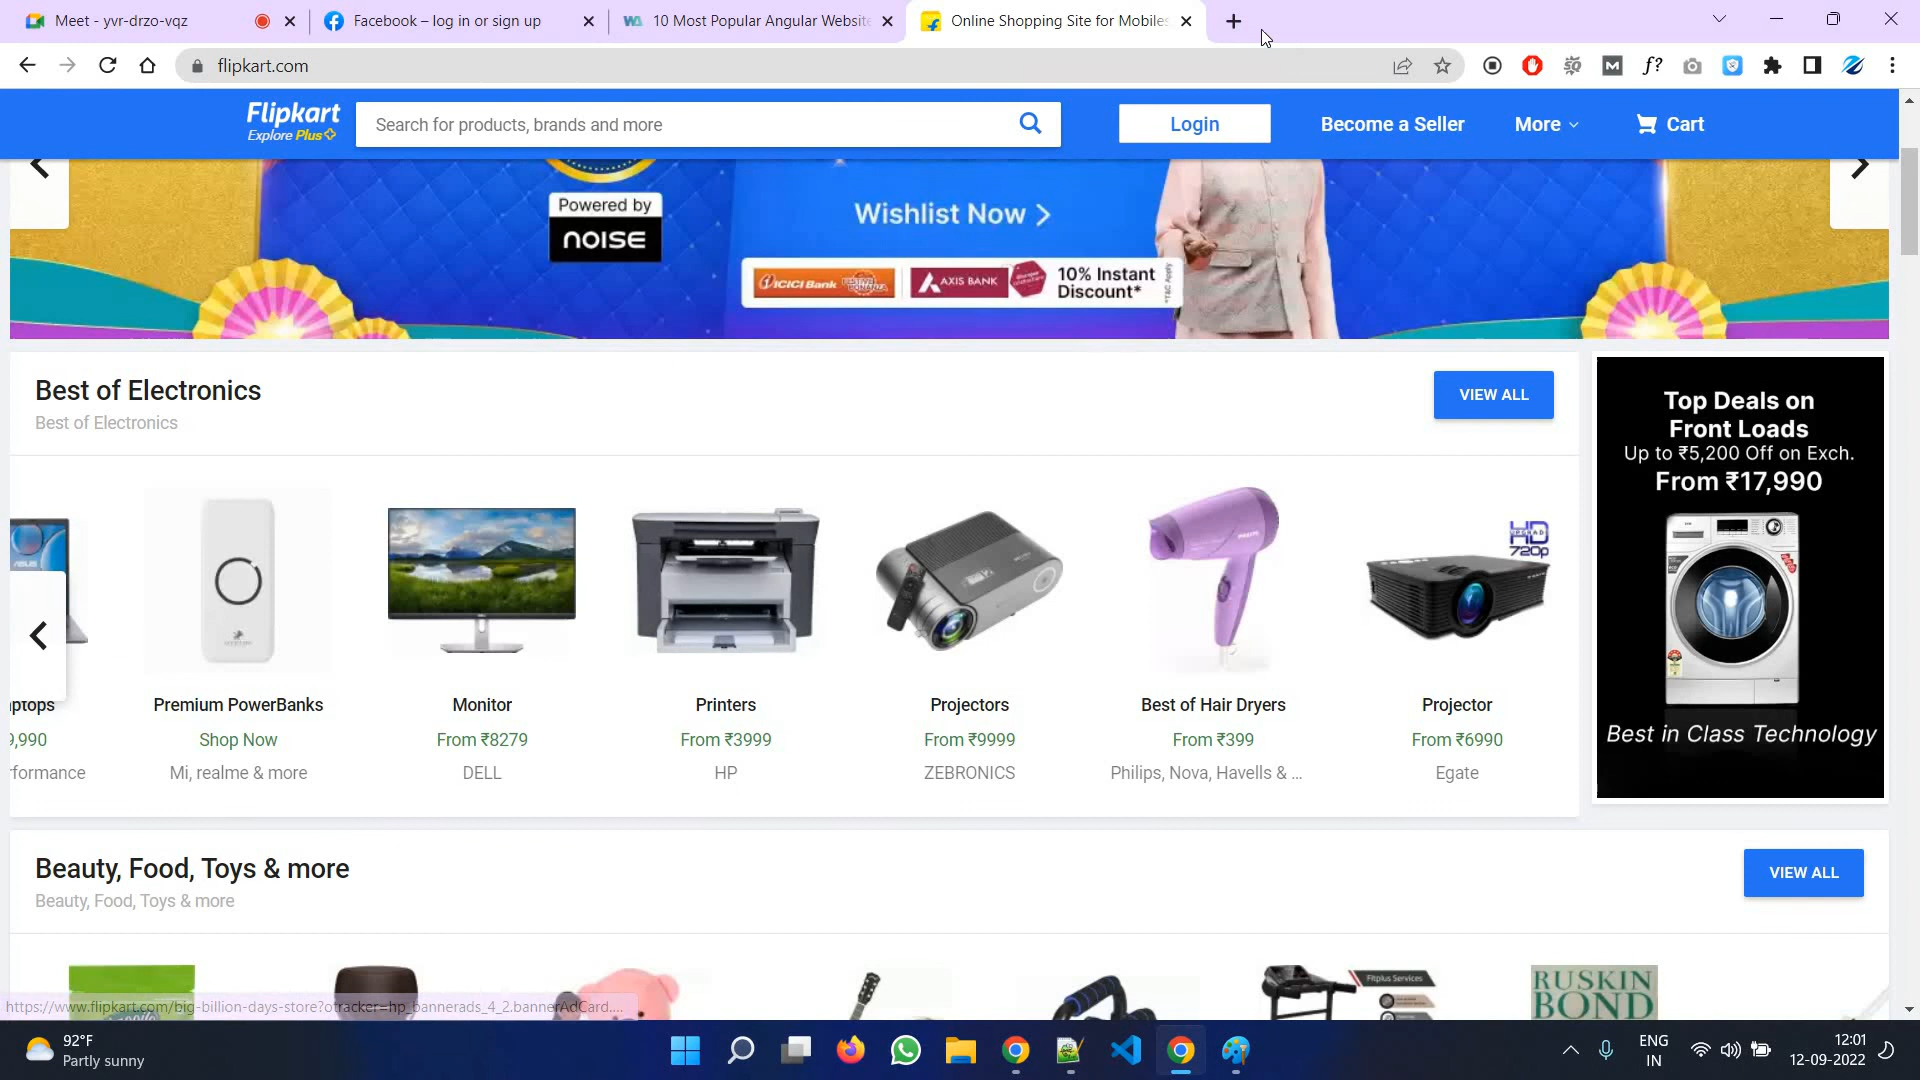 Meet - yvr-drzo-vqz
Facebook – log in or sign up
10 Most Popular Angular Website
Online Shopping Site for Mobiles
flipkart.com
Flipkart
Explore Plus
Search for products, brands and more
Login
Become a Seller
More
Cart
Powered by
NOISE
Wishlist Now >
ICICI Bank
AXIS BANK
10% Instant
Discount*
*T&C Apply
Best of Electronics
Best of Electronics
VIEW ALL
Top Deals on
Front Loads
Up to ₹5,200 Off on Exch.
From ₹17,990
Best in Class Technology
HD
720p
ptops
9,990
rformance
Premium PowerBanks
Shop Now
Mi, realme & more
Monitor
From ₹8279
DELL
Printers
From ₹3999
HP
Projectors
From ₹9999
ZEBRONICS
Best of Hair Dryers
From ₹399
Philips, Nova, Havells & ...
Projector
From ₹6990
Egate
Beauty, Food, Toys & more
Beauty, Food, Toys & more
VIEW ALL
Fitplus Services
RUSKIN
BOND
https://www.flipkart.com/big-billion-days-store?otracker=hp_bannerads_4_2.bannerAdCard....
92°F
Partly sunny
ENG
IN
12:01
12-09-2022